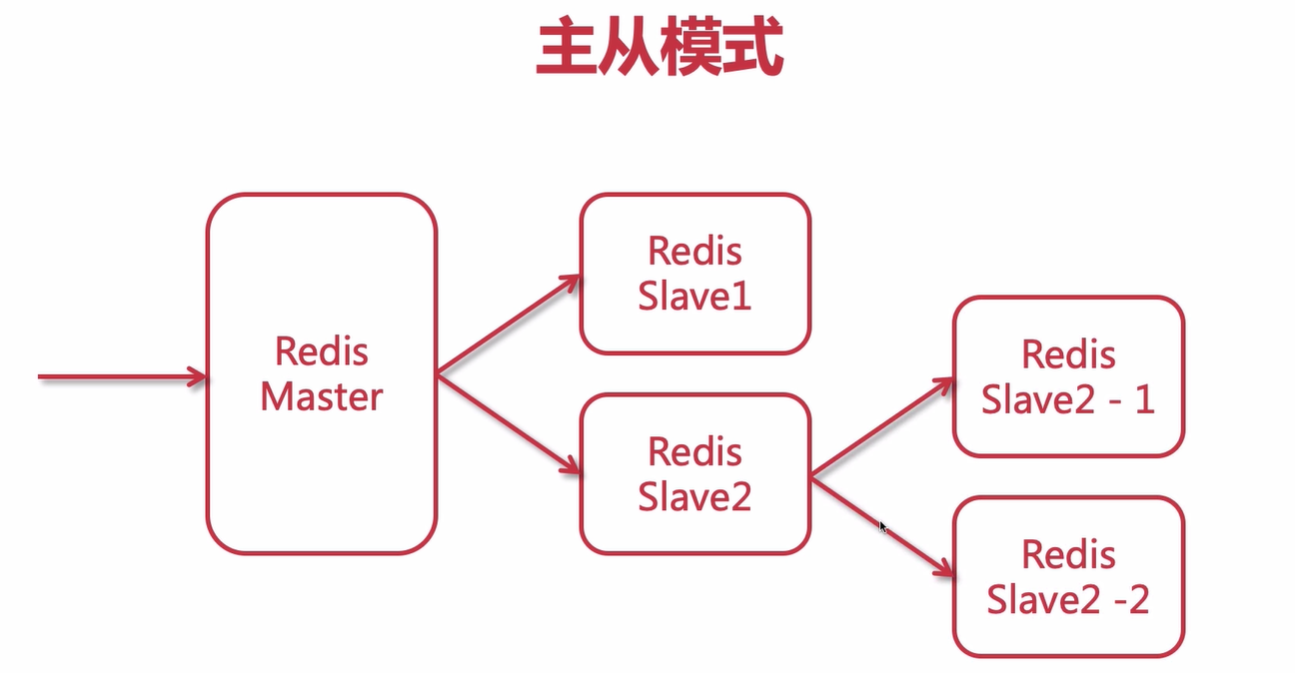 主从模式
Redis
Master
Redis
Slave1
Redis
Slave2
Redis
Slave2 - 1
Redis
Slave2 -2